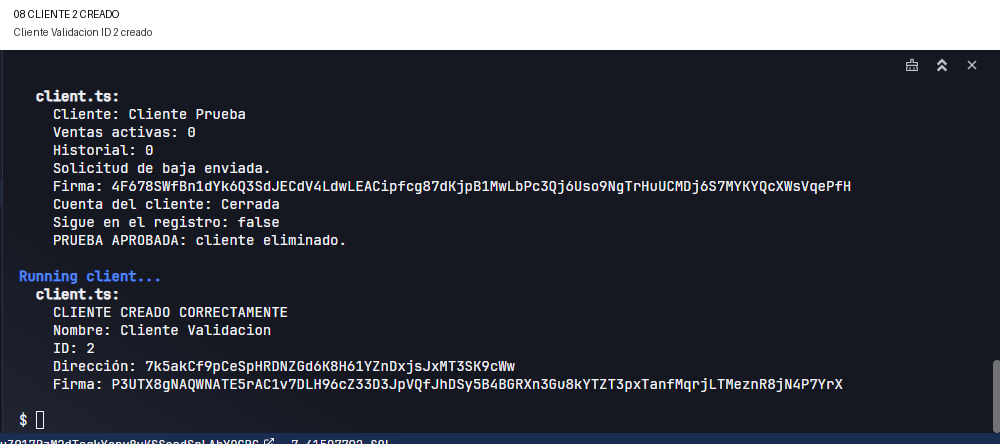 08 CLIENTE 2 CREADO
Cliente Validacion ID 2 creado
client.ts:
Cliente: Cliente Prueba
Ventas activas: 0
Historial: 0
Solicitud de baja enviada.
Firma: 4F678SWfBn1dYk6Q3SdJECdV4LdwLEACipfcg87dKjpB1MwLbPc3Qj6Uso9NgTrHuUCMDj6S7MYKYQcXWsVqePfH
Cuenta del cliente: Cerrada
Sigue en el registro: false
PRUEBA APROBADA: cliente eliminado.
Running client...
client.ts:
CLIENTE CREADO CORRECTAMENTE
Nombre: Cliente Validacion
ID: 2
Dirección: 7k5akCf9pCeSpHRDNZGd6K8H61YZnDxjsJxMT3SK9cWw
Firma: P3UTX8gNAQWNATE5rAC1v7DLH96cZ33D3JpVQfJhDSy5B4BGRXn3Gu8kYTZT3pxTanfMqrjLTMeznR8jN4P7YrX
$